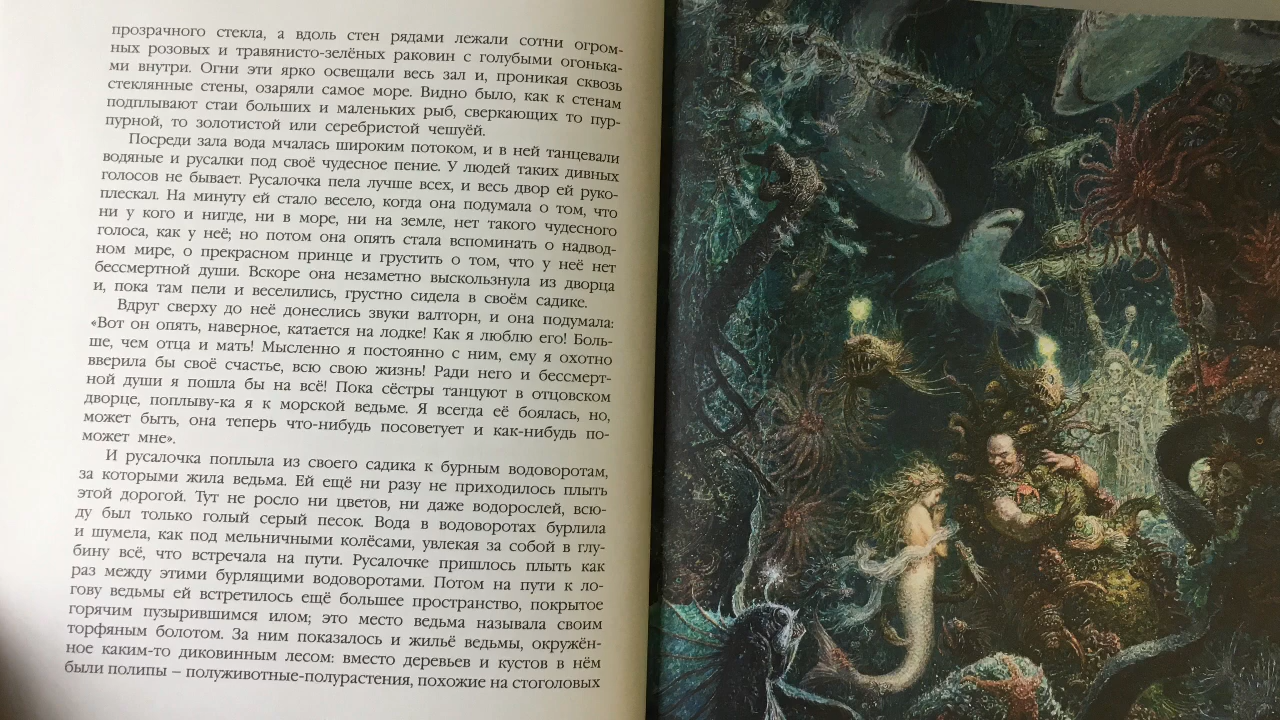 прозрачного стекла, а вдоль стен рядами лежали сотни огром-
ных розовых и травянисто-зелёных раковин с голубыми огонька-
ми внутри. Огни эти ярко освещали весь зал и, проникая сквозь
стеклянные стены, озаряли самое море. Видно было, как к стенам
подплывают стаи больших и маленьких рыб, сверкающих то пур-
пурной, то золотистой или серебристой чешуёй.
Посреди зала вода мчалась широким потоком, и в ней танцевали
водяные и русалки под своё чудесное пение. У людей таких дивных
голосов не бывает. Русалочка пела лучше всех, и весь двор ей руко-
плескал. На минуту ей стало весело, когда она подумала о том, что
ни у кого и нигде, ни в море, ни на земле, нет такого чудесного
голоса, как у неё; но потом она опять стала вспоминать о надвод-
ном мире, о прекрасном принце и грустить о том, что у неё нет
бессмертной души. Вскоре она незаметно выскользнула из дворца
и, пока там пели и веселились, грустно сидела в своём садике.
Вдруг сверху до неё донеслись звуки валторн, и она подумала:
«Вот он опять, наверное, катается на лодке! Как я люблю его! Боль-
ше, чем отца и мать! Мысленно я постоянно с ним, ему я охотно
вверила бы своё счастье, всю свою жизнь! Ради него и бессмерт-
ной души я пошла бы на всё! Пока сёстры танцуют в отцовском
дворце, поплыву-ка я к морской ведьме. Я всегда её боялась, но,
может быть, она теперь что-нибудь посоветует и как-нибудь по-
может мне».
И русалочка поплыла из своего садика к бурным водоворотам,
за которыми жила ведьма. Ей ещё ни разу не приходилось плыть
этой дорогой. Тут не росло ни цветов, ни даже водорослей, всю-
ду был только голый серый песок. Вода в водоворотах бурлила
и шумела, как под мельничными колёсами, увлекая за собой в глу-
бину всё, что встречала на пути. Русалочке пришлось плыть как
раз между этими бурлящими водоворотами. Потом на пути к ло-
гову ведьмы ей встретилось ещё большее пространство, покрытое
горячим пузырившимся илом; это место ведьма называла своим
торфяным болотом. За ним показалось и жильё ведьмы, окружён-
ное каким-то диковинным лесом: вместо деревьев и кустов в нём
были полипы – полуживотные-полурастения, похожие на стоголовых